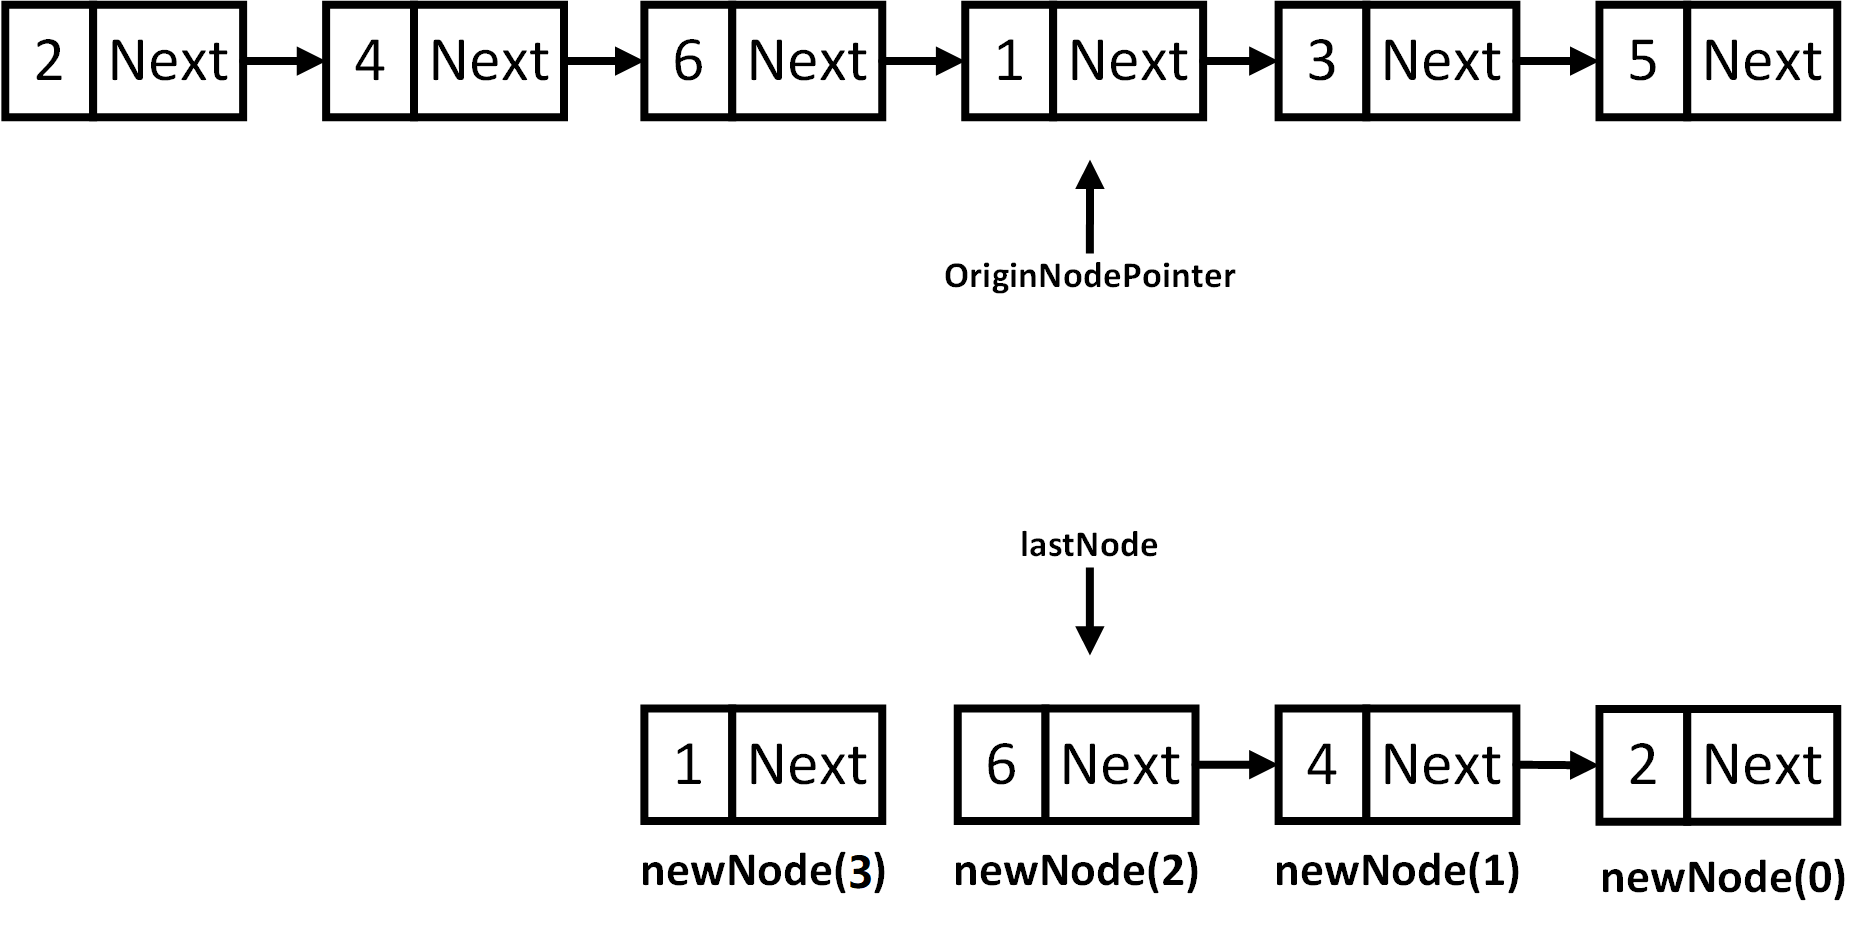 2 Next 4 Next 6 Next 1 Next 3 Next 5 Next
OriginNodePointer
lastNode
1 Next 6 Next 4 Next 2 Next
newNode(3) newNode(2) newNode(1) newNode(0)